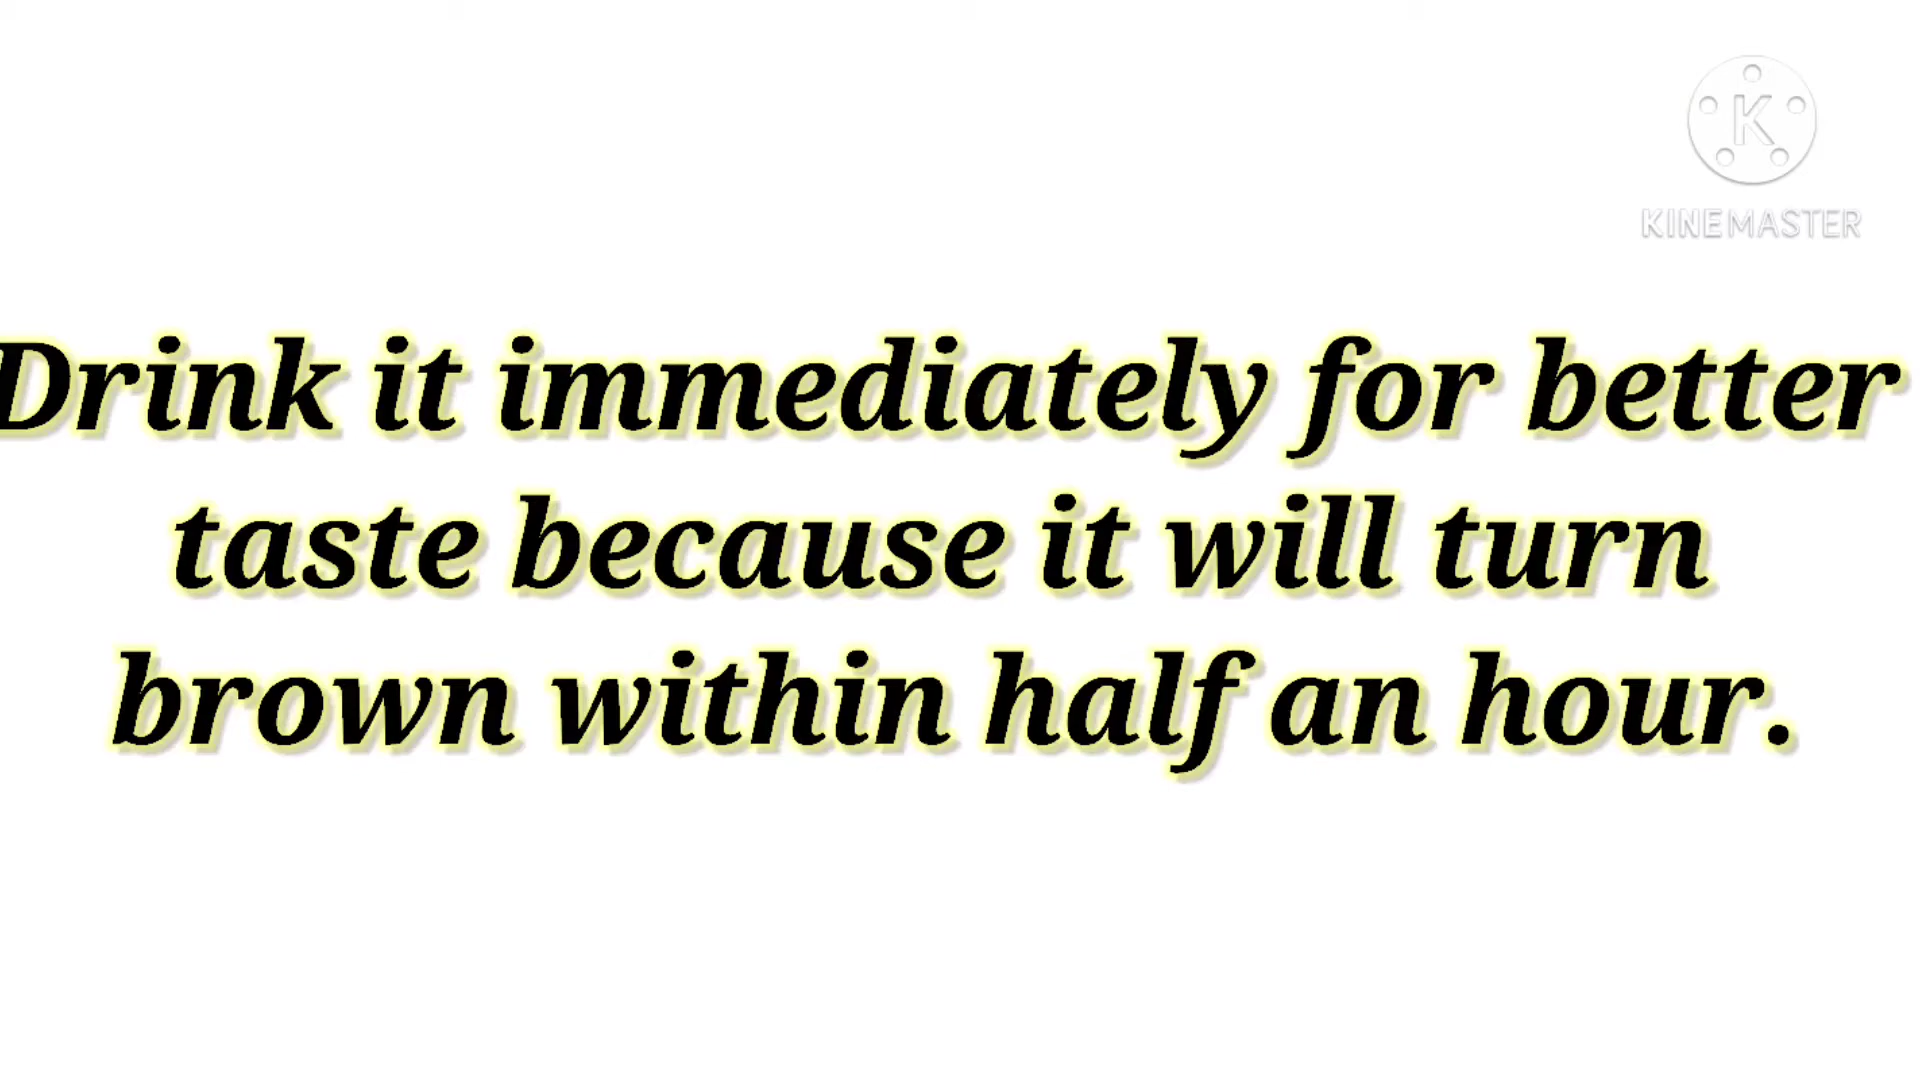 K
KINEMASTER
Drink it immediately for better
taste because it will turn
brown within half an hour.